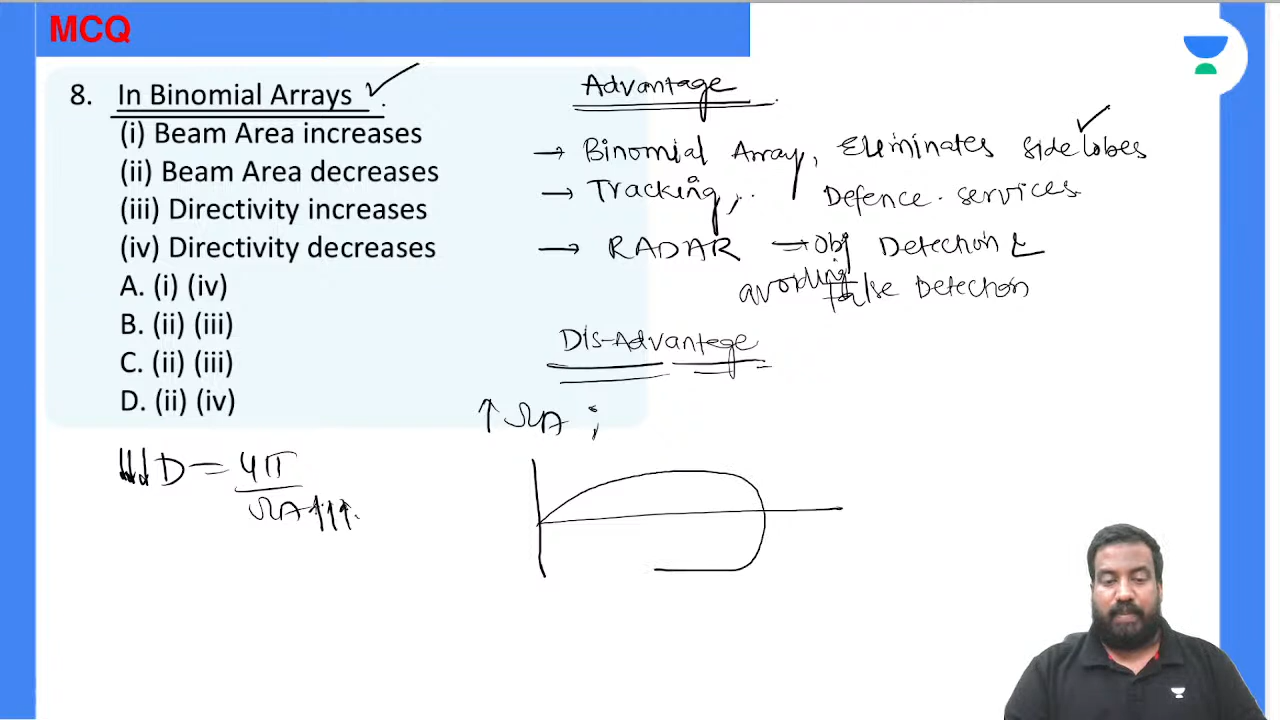 MCQ
8. In Binomial Arrays
(i) Beam Area increases
(ii) Beam Area decreases
(iii) Directivity increases
(iv) Directivity decreases
A. (i) (iv)
B. (ii) (iii)
C. (ii) (iii)
D. (ii) (iv)
D = 4π
ΩA↑↑↑.
Advantage
→ Binomial Array, Eliminates side lobes
→ Tracking, .. Defence. services
→ RADAR → Obj Detection &
avoiding false Detection
Dis-Advantage
↑ ΩA ;